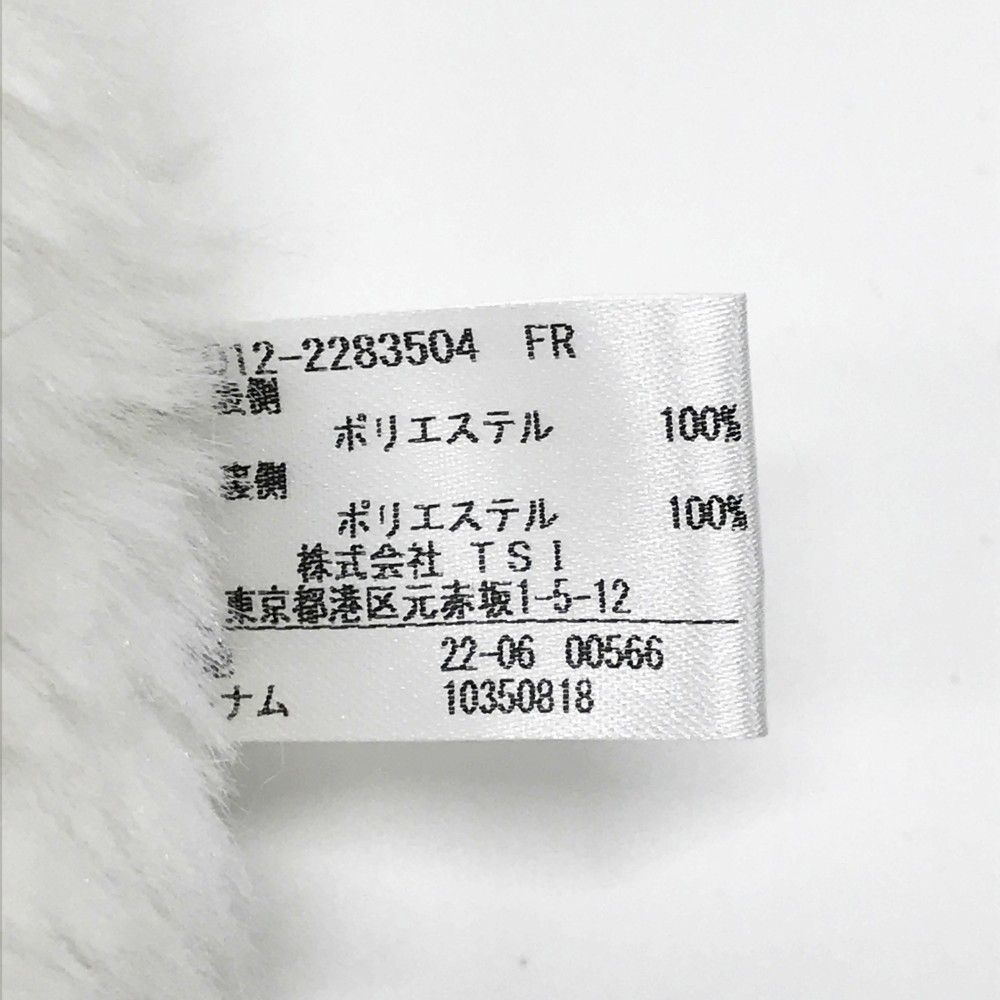 012-2283504 FR
側
ポリエステル 100%
側
ポリエステル 100%
株式会社 TSI
東京都港区元赤坂1-5-12
22-06 00566
ナム 10350818